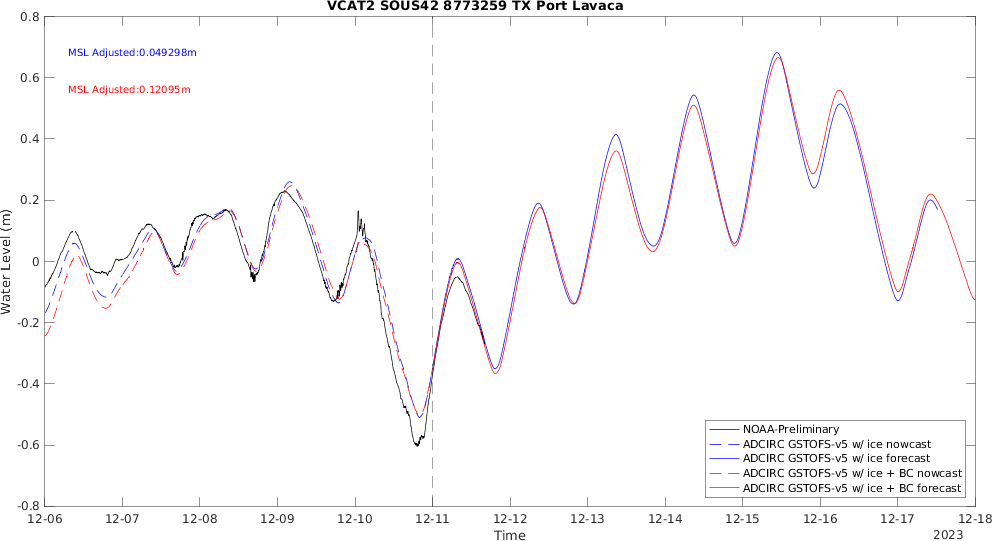 VCAT2 SOUS42 8773259 TX Port Lavaca
MSL Adjusted:0.049298m
MSL Adjusted:0.12095m
Water Level (m)
0.8
0.6
0.4
0.2
0
-0.2
-0.4
-0.6
-0.8
NOAA-Preliminary
ADCIRC GSTOFS-v5 w/ ice nowcast
ADCIRC GSTOFS-v5 w/ ice forecast
ADCIRC GSTOFS-v5 w/ ice + BC nowcast
ADCIRC GSTOFS-v5 w/ ice + BC forecast
12-06 12-07 12-08 12-09 12-10 12-11 12-12 12-13 12-14 12-15 12-16 12-17 12-18
Time
2023